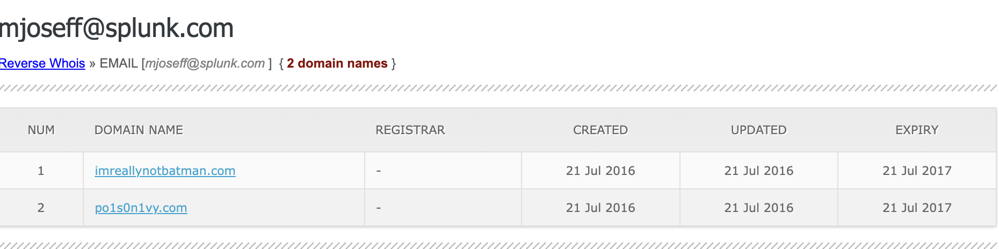 mjoseff@splunk.com
Reverse Whois » EMAIL [mjoseff@splunk.com ] { 2 domain names }
NUM DOMAIN NAME REGISTRAR CREATED UPDATED EXPIRY
1 imreallynotbatman.com - 21 Jul 2016 21 Jul 2016 21 Jul 2017
2 po1s0n1vy.com - 21 Jul 2016 21 Jul 2016 21 Jul 2017